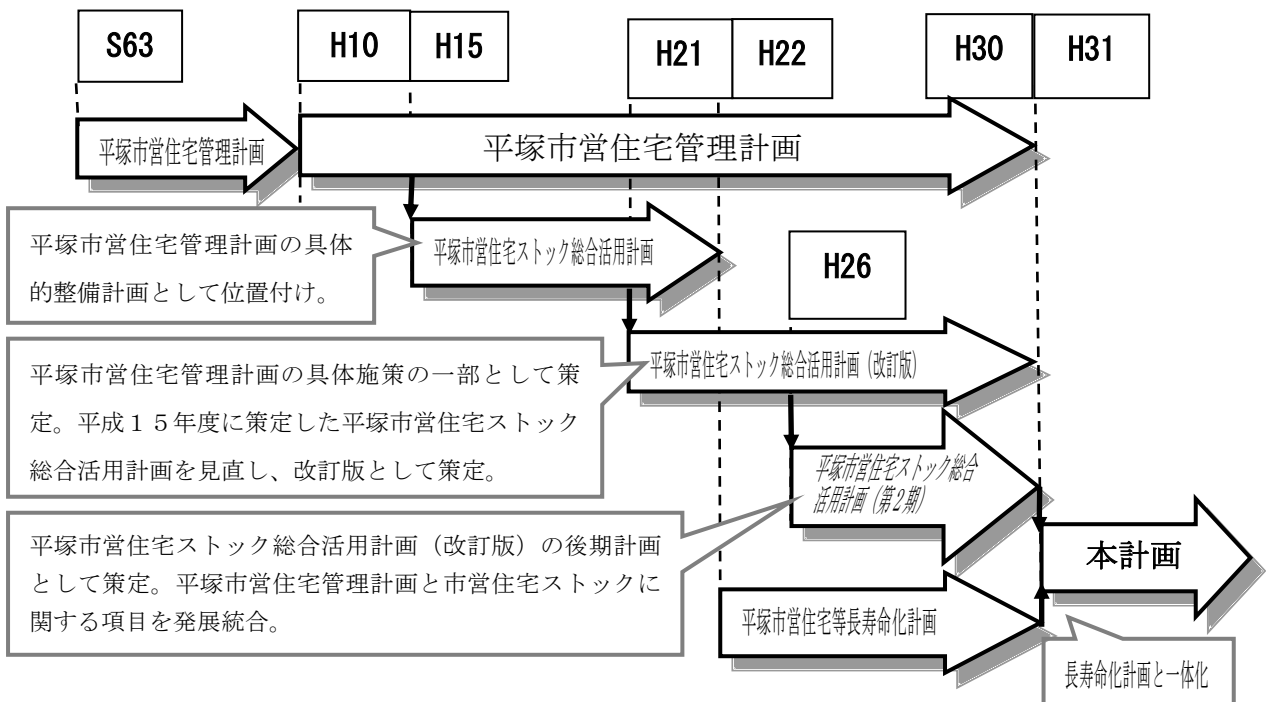 S63
H10
H15
H21
H22
H30
H31
平塚市営住宅管理計画
平塚市営住宅管理計画
平塚市営住宅管理計画の具体
的整備計画として位置付け。
平塚市営住宅ストック総合活用計画
H26
平塚市営住宅管理計画の具体施策の一部として策
定。平成15年度に策定した平塚市営住宅ストック
総合活用計画を見直し、改訂版として策定。
平塚市営住宅ストック総合活用計画（改訂版）
平塚市営住宅ストック総合
活用計画（第2期）
平塚市営住宅ストック総合活用計画（改訂版）の後期計画
として策定。平塚市営住宅管理計画と市営住宅ストックに
関する項目を発展統合。
本計画
平塚市営住宅等長寿命化計画
長寿命化計画と一体化